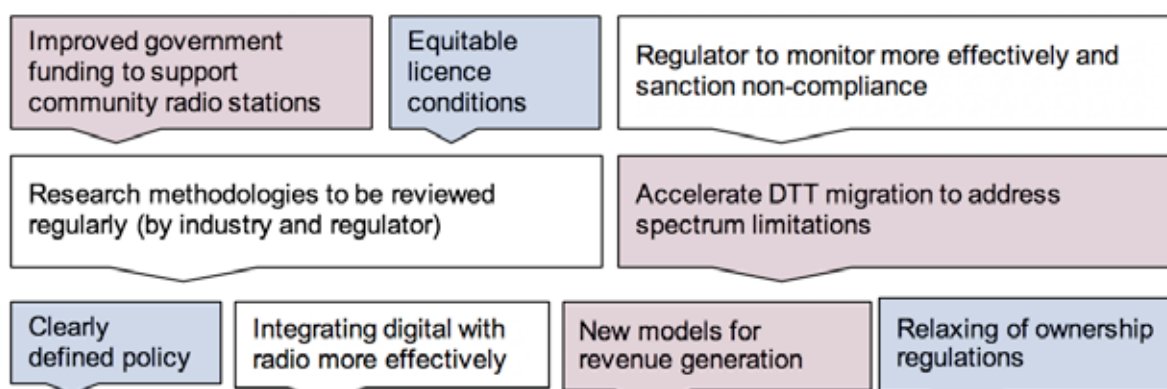 Improved government
funding to support
community radio stations
Equitable
licence
conditions
Regulator to monitor more effectively and
sanction non-compliance
Research methodologies to be reviewed
regularly (by industry and regulator)
Accelerate DTT migration to address
spectrum limitations
Clearly
defined policy
Integrating digital with
radio more effectively
New models for
revenue generation
Relaxing of ownership
regulations